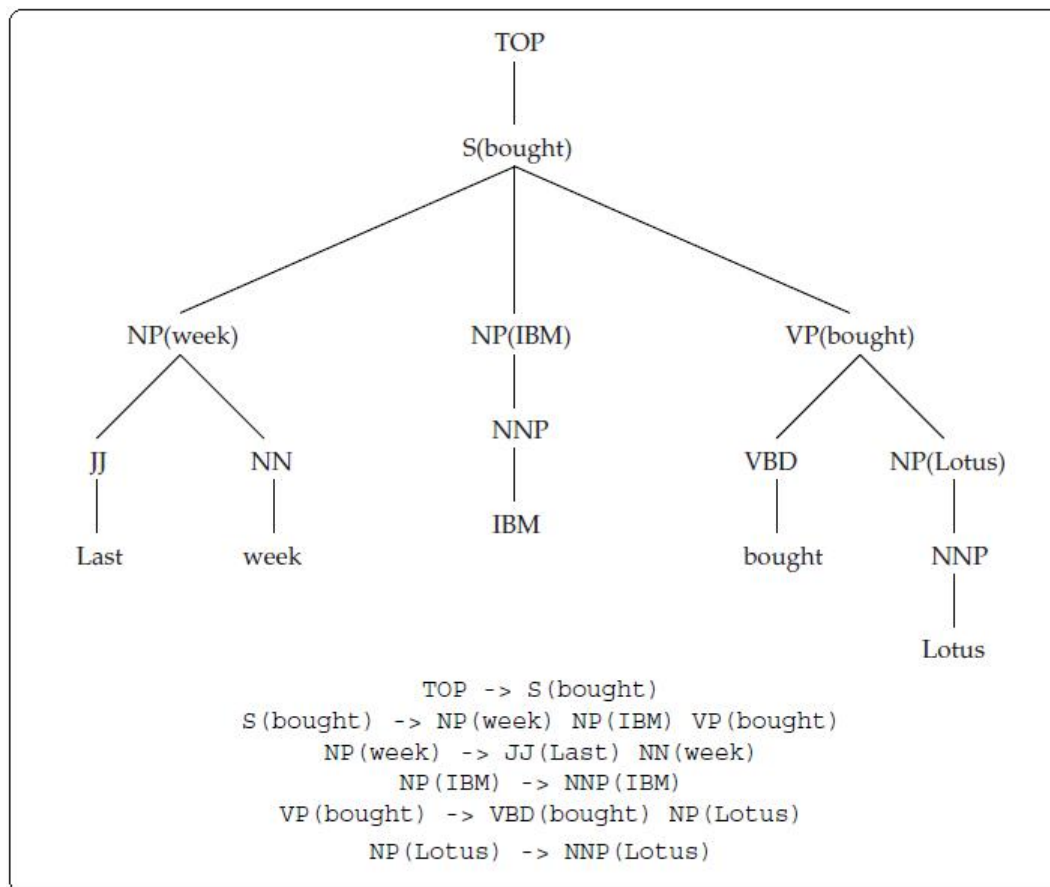 TOP
S(bought)
NP(week) NP(IBM) VP(bought)
NNP
JJ NN VBD NP(Lotus)
IBM
Last week bought NNP
Lotus
TOP -> S(bought)
S(bought) -> NP(week) NP(IBM) VP(bought)
NP(week) -> JJ(Last) NN(week)
NP(IBM) -> NNP(IBM)
VP(bought) -> VBD(bought) NP(Lotus)
NP(Lotus) -> NNP(Lotus)